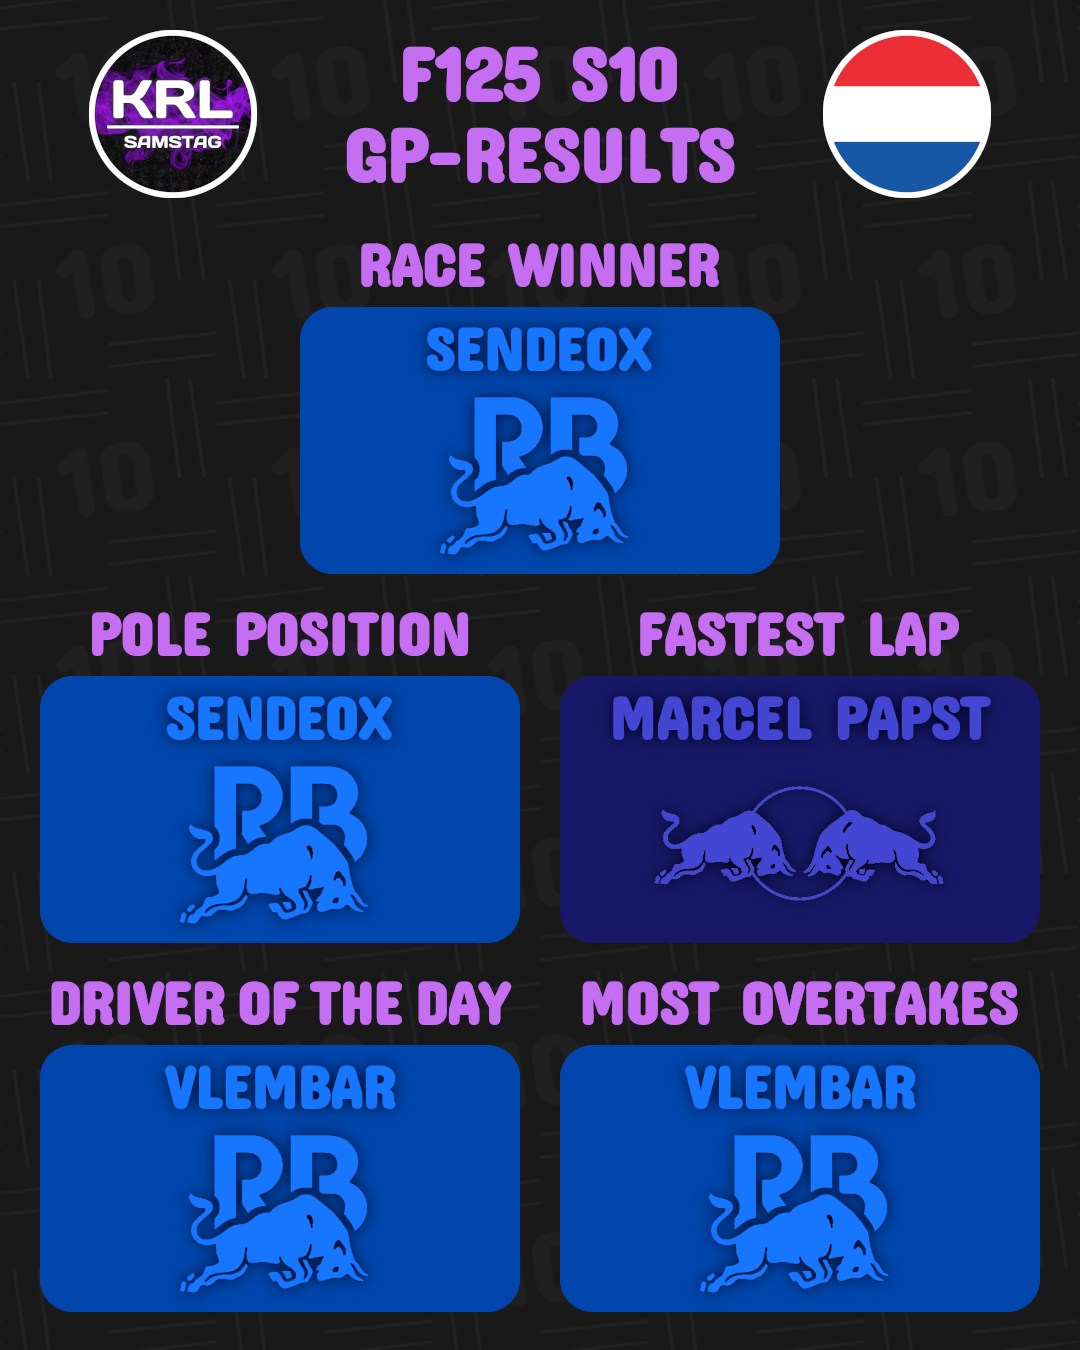 KRL
SAMSTAG
F125 S10
GP-RESULTS
RACE WINNER
SENDEOX
RB
POLE POSITION
FASTEST LAP
SENDEOX
MARCEL PAPST
RB
DRIVER OF THE DAY
MOST OVERTAKES
VLEMBAR
VLEMBAR
RB
RB